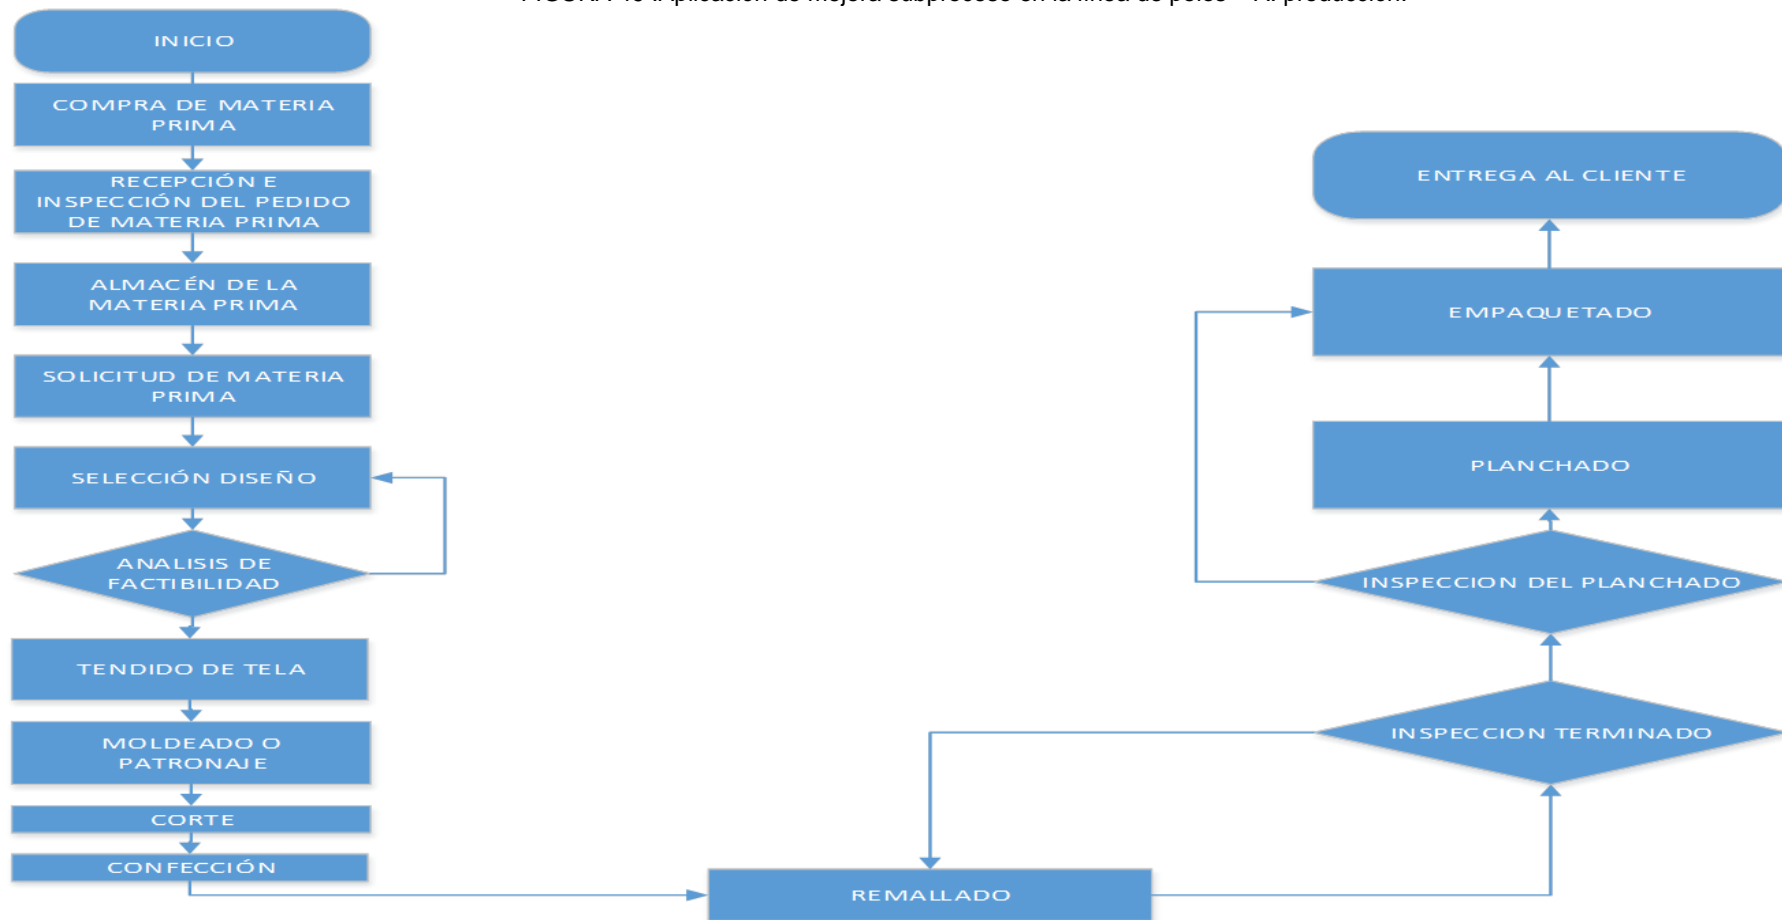 INICIO
COMPRA DE MATERIA
PRIMA
RECEPCIÓN E
INSPECCIÓN DEL PEDIDO
DE MATERIA PRIMA
ALMACÉN DE LA
MATERIA PRIMA
SOLICITUD DE MATERIA
PRIMA
SELECCIÓN DISEÑO
ANALISIS DE
FACTIBILIDAD
TENDIDO DE TELA
MOLDEADO O
PATRONAJE
CORTE
CONFECCIÓN
REMALLADO
INSPECCION TERMINADO
INSPECCION DEL PLANCHADO
PLANCHADO
EMPAQUETADO
ENTREGA AL CLIENTE